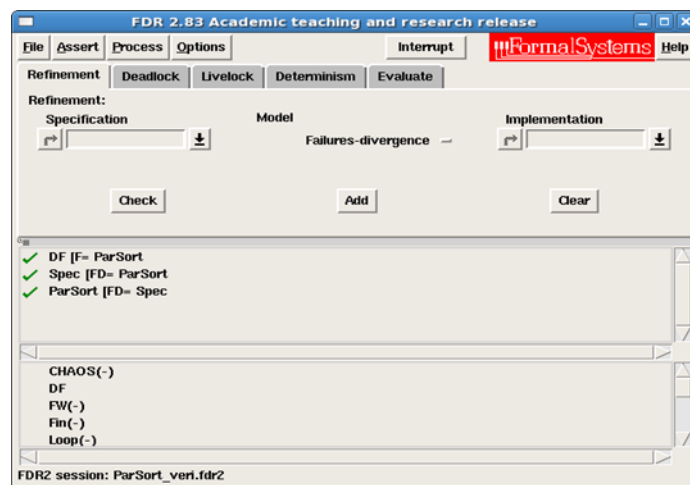 FDR 2.83 Academic teaching and research release
File Assert Process Options Interrupt FormalSystems Help
Refinement Deadlock Livelock Determinism Evaluate
Refinement:
Specification Model Implementation
Failures-divergence
Check Add Clear
DF [F= ParSort
Spec [FD= ParSort
ParSort [FD= Spec
CHAOS(-)
DF
FW(-)
Fin(-)
Loop(-)
FDR2 session: ParSort_veri.fdr2